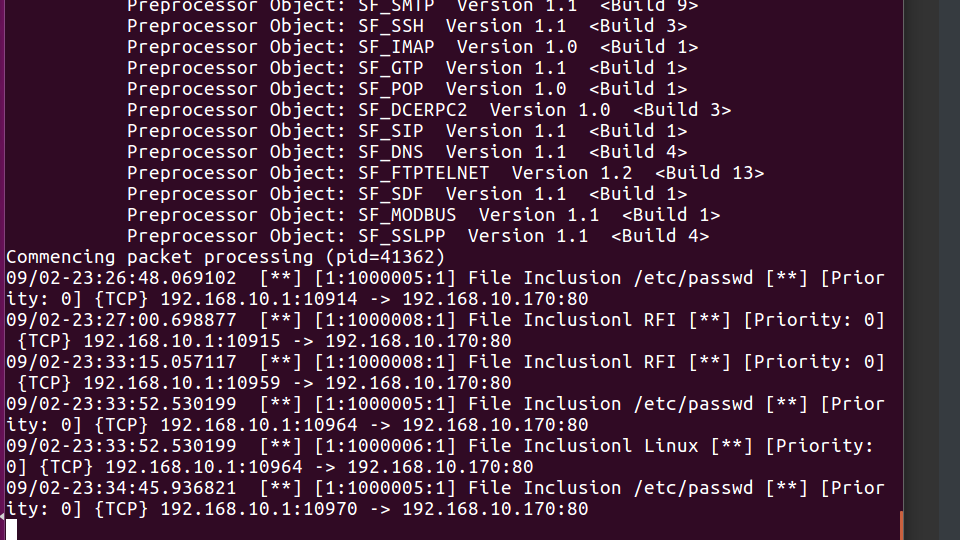 Preprocessor Object: SF_SMTP  Version 1.1  <Build 9>
Preprocessor Object: SF_SSH  Version 1.1  <Build 3>
Preprocessor Object: SF_IMAP  Version 1.0  <Build 1>
Preprocessor Object: SF_GTP  Version 1.1  <Build 1>
Preprocessor Object: SF_POP  Version 1.0  <Build 1>
Preprocessor Object: SF_DCERPC2  Version 1.0  <Build 3>
Preprocessor Object: SF_SIP  Version 1.1  <Build 1>
Preprocessor Object: SF_DNS  Version 1.1  <Build 4>
Preprocessor Object: SF_FTPTELNET  Version 1.2  <Build 13>
Preprocessor Object: SF_SDF  Version 1.1  <Build 1>
Preprocessor Object: SF_MODBUS  Version 1.1  <Build 1>
Preprocessor Object: SF_SSLPP  Version 1.1  <Build 4>
Commencing packet processing (pid=41362)
09/02-23:26:48.069102  [**] [1:1000005:1] File Inclusion /etc/passwd [**] [Prior
ity: 0] {TCP} 192.168.10.1:10914 -> 192.168.10.170:80
09/02-23:27:00.698877  [**] [1:1000008:1] File Inclusionl RFI [**] [Priority: 0]
{TCP} 192.168.10.1:10915 -> 192.168.10.170:80
09/02-23:33:15.057117  [**] [1:1000008:1] File Inclusionl RFI [**] [Priority: 0]
{TCP} 192.168.10.1:10959 -> 192.168.10.170:80
09/02-23:33:52.530199  [**] [1:1000005:1] File Inclusion /etc/passwd [**] [Prior
ity: 0] {TCP} 192.168.10.1:10964 -> 192.168.10.170:80
09/02-23:33:52.530199  [**] [1:1000006:1] File Inclusionl Linux [**] [Priority:
0] {TCP} 192.168.10.1:10964 -> 192.168.10.170:80
09/02-23:34:45.936821  [**] [1:1000005:1] File Inclusion /etc/passwd [**] [Prior
ity: 0] {TCP} 192.168.10.1:10970 -> 192.168.10.170:80